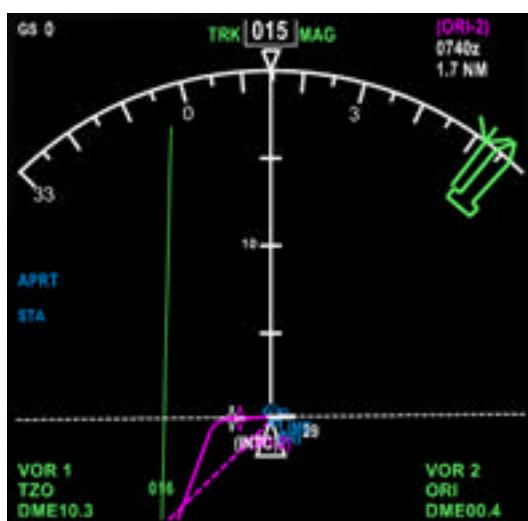 GS 0
TRK 015 MAG
(ORI-2)
0740z
1.7 NM
0
3
33
10
APRT
STA
29
(INTC
VOR 1
TZO
016
DME10.3
VOR 2
ORI
DME00.4